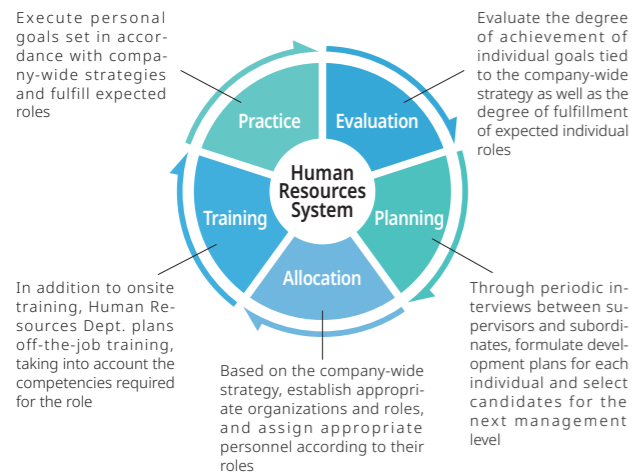 Execute personal
goals set in accor-
dance with compa-
ny-wide strategies
and fulfill expected
roles
Evaluate the degree
of achievement of
individual goals tied
to the company-wide
strategy as well as the
degree of fulfillment
of expected individual
roles
Practice
Evaluation
Human
Resources
System
Training
Planning
Allocation
In addition to onsite
training, Human Re-
sources Dept. plans
off-the-job training,
taking into account the
competencies required
for the role
Based on the company-wide
strategy, establish appropri-
ate organizations and roles,
and assign appropriate
personnel according to their
roles
Through periodic in-
terviews between su-
pervisors and subordi-
nates, formulate devel-
opment plans for each
individual and select
candidates for the
next management
level